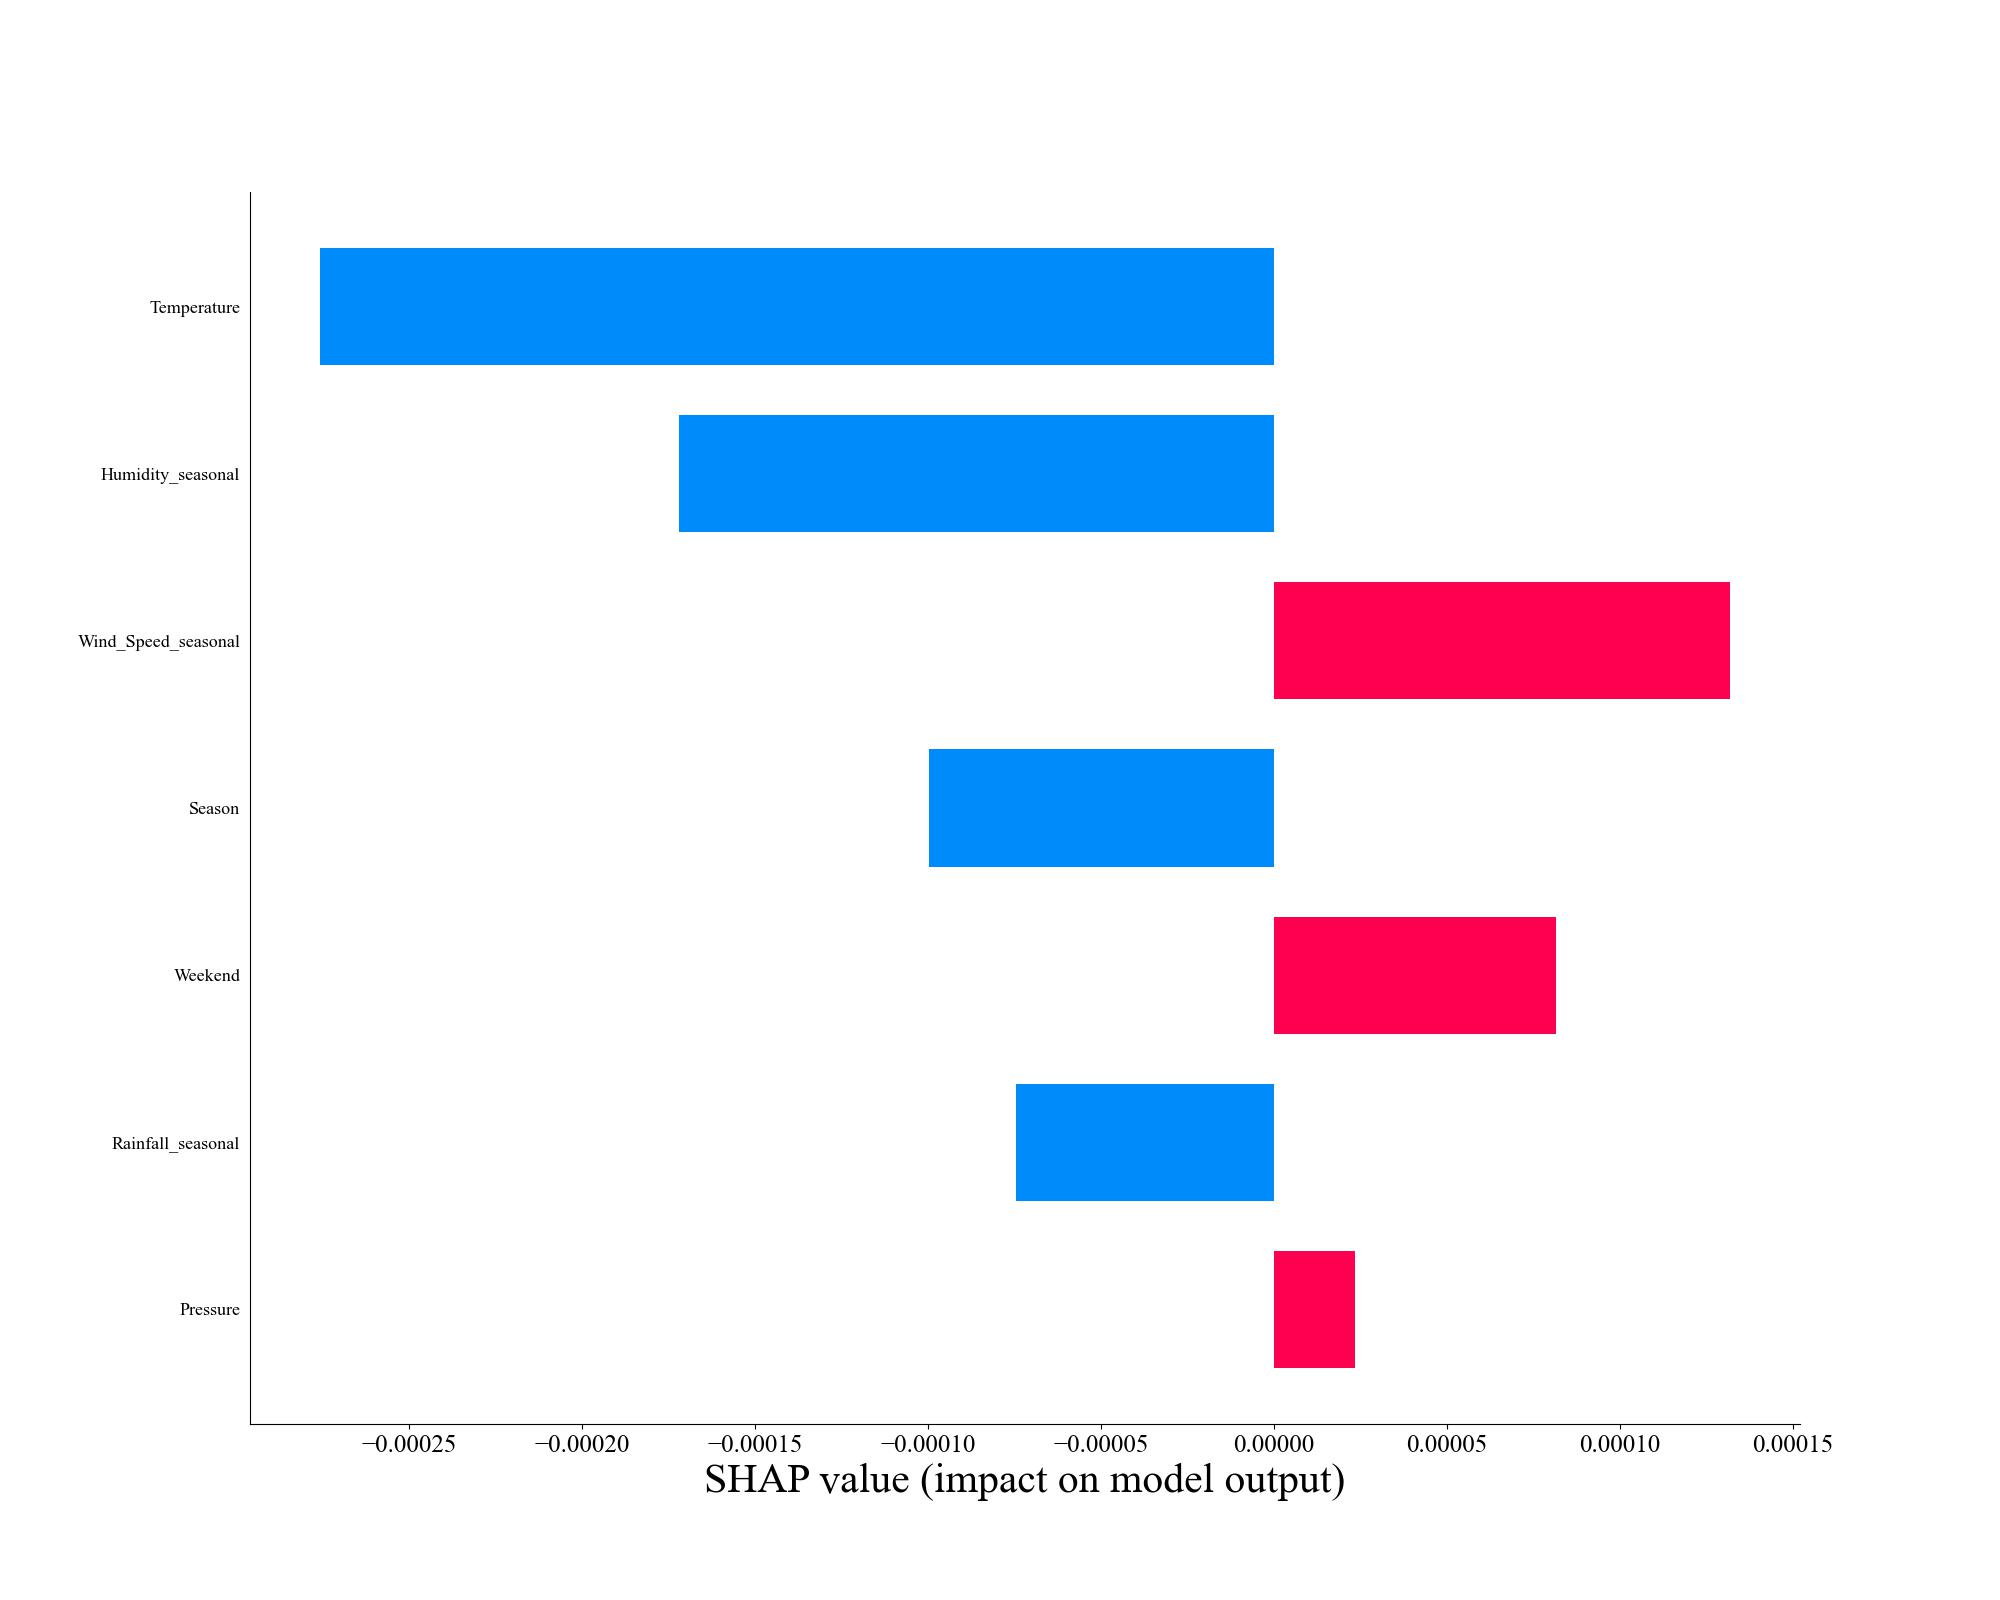 Temperature
Humidity_seasonal
Wind_Speed_seasonal
Season
Weekend
Rainfall_seasonal
Pressure
−0.00025 −0.00020 −0.00015 −0.00010 −0.00005 0.00000 0.00005 0.00010 0.00015
SHAP value (impact on model output)